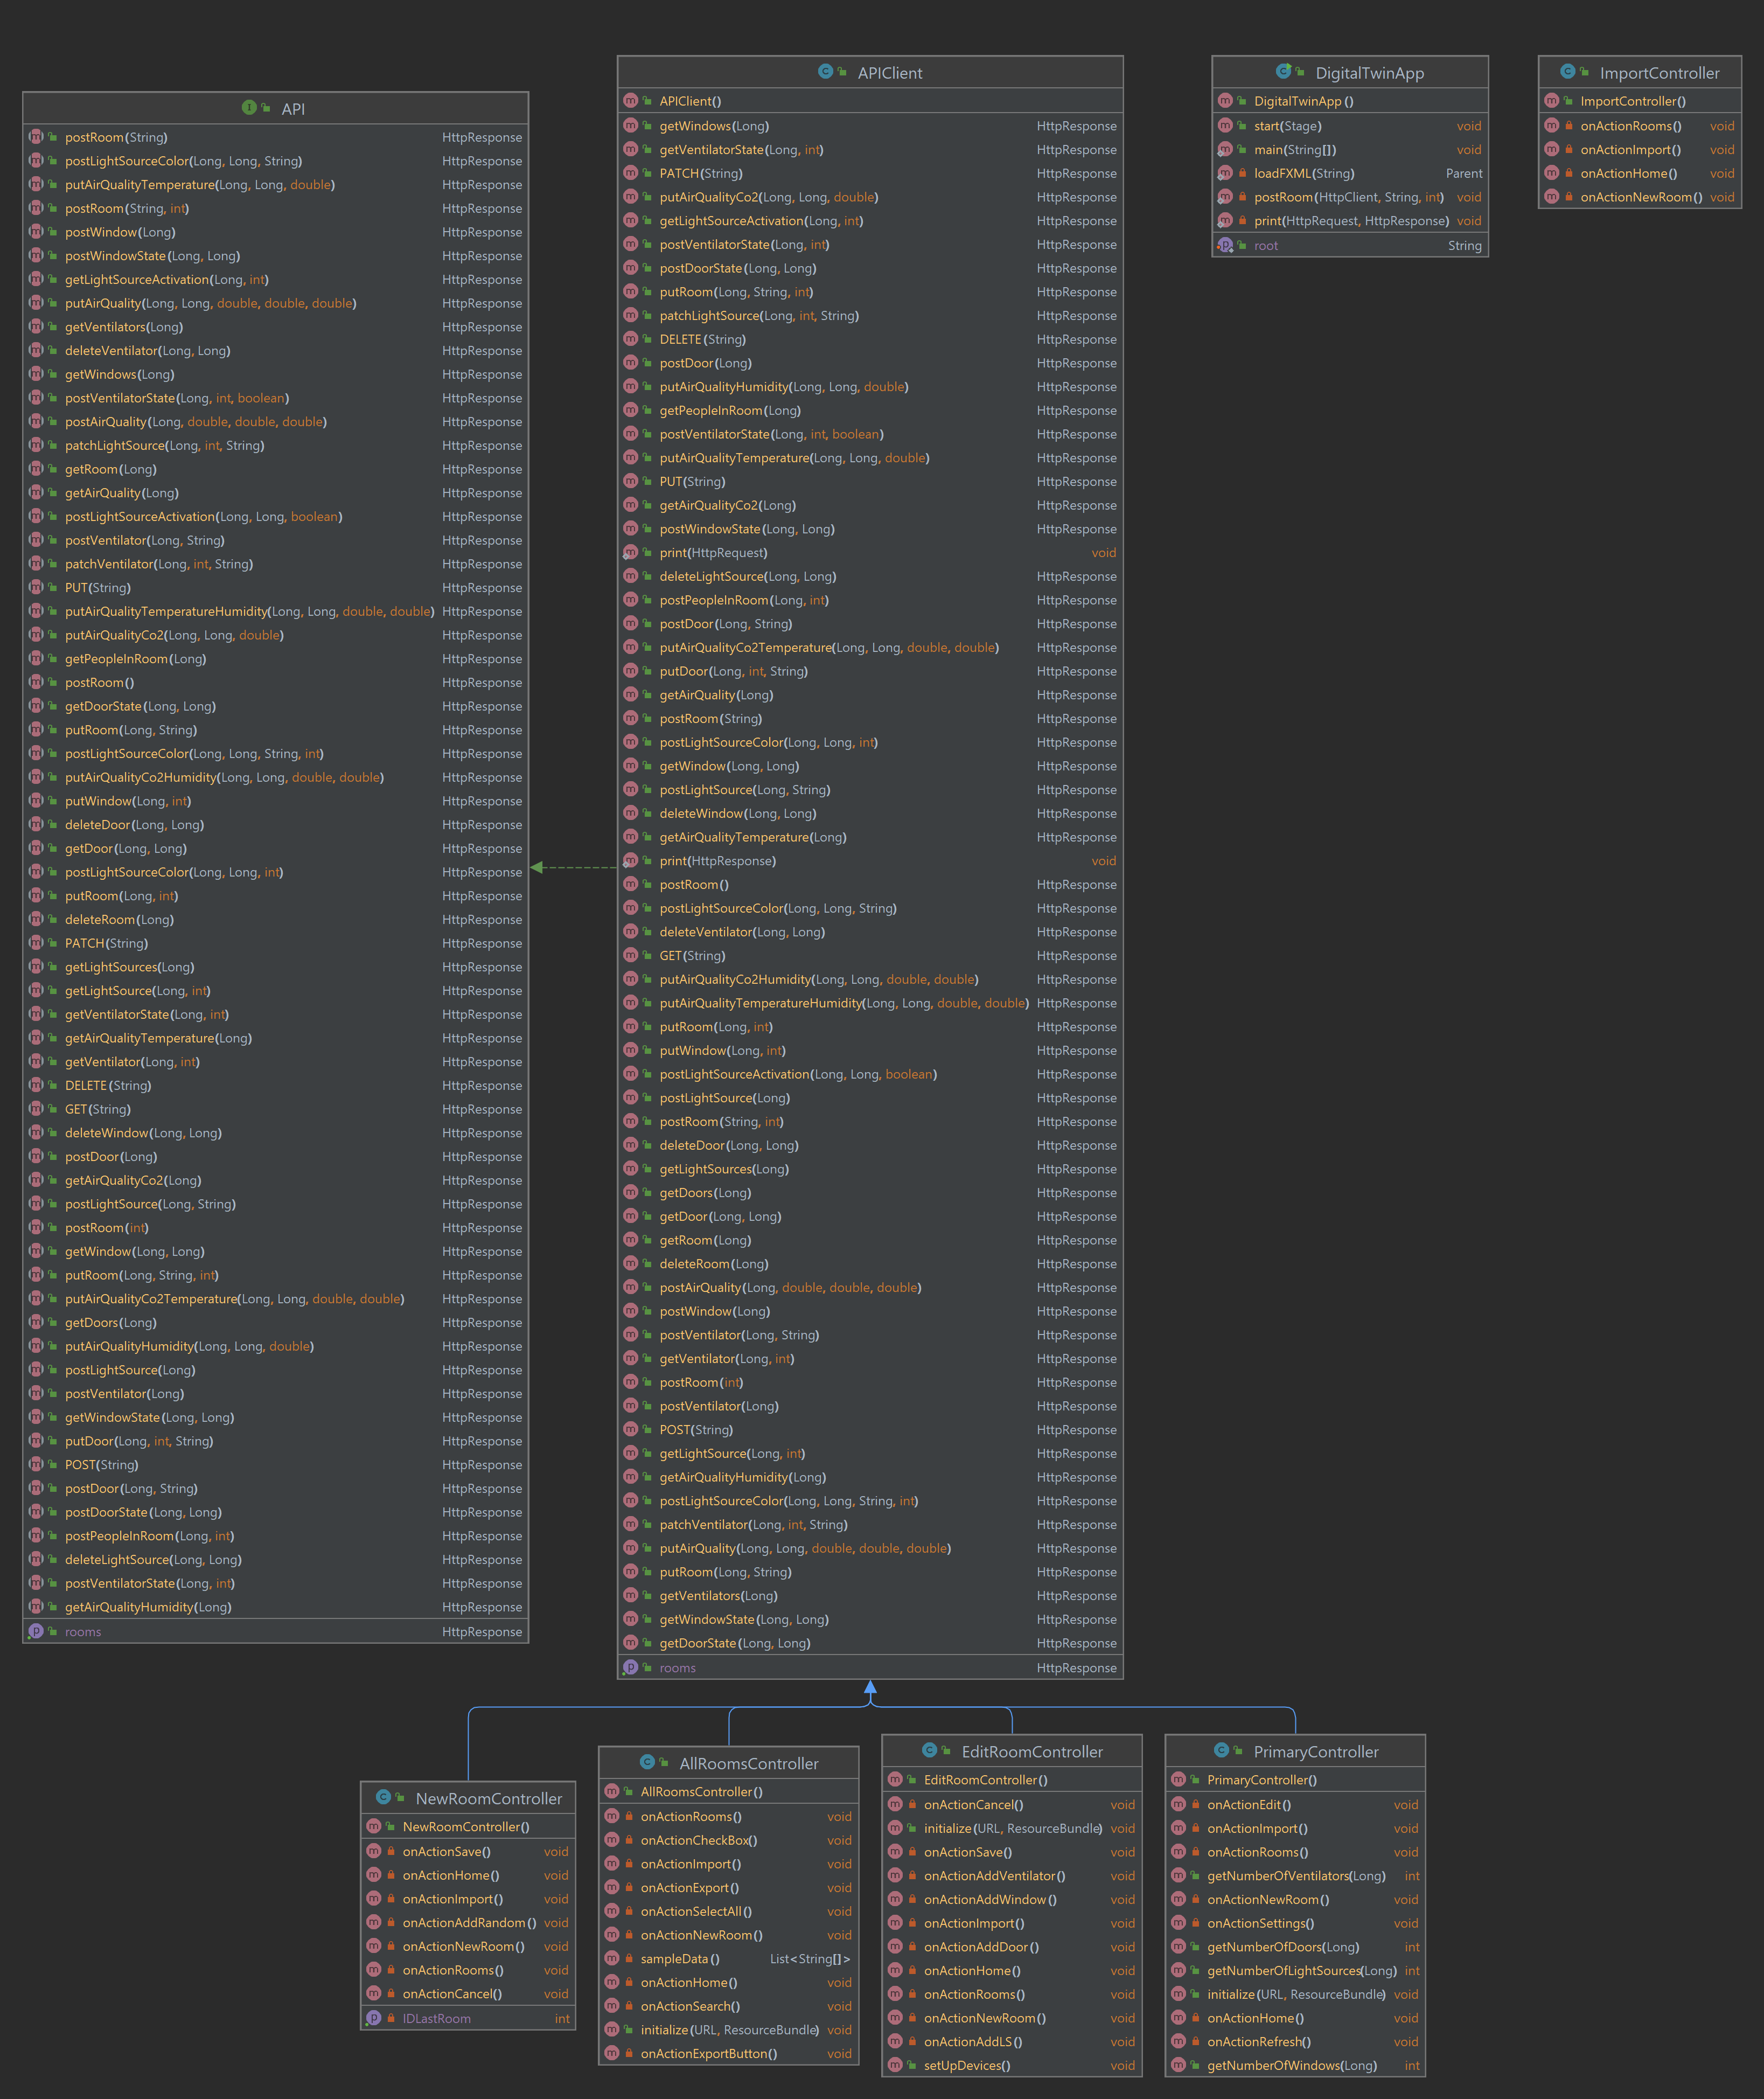 API
postRoom(String) HttpResponse
postLightSourceColor(Long, Long, String) HttpResponse
putAirQualityTemperature(Long, Long, double) HttpResponse
postRoom(String, int) HttpResponse
postWindow(Long) HttpResponse
postWindowState(Long, Long) HttpResponse
getLightSourceActivation(Long, int) HttpResponse
putAirQuality(Long, Long, double, double, double) HttpResponse
getVentilators(Long) HttpResponse
deleteVentilator(Long, Long) HttpResponse
getWindows(Long) HttpResponse
postVentilatorState(Long, int, boolean) HttpResponse
postAirQuality(Long, double, double, double) HttpResponse
patchLightSource(Long, int, String) HttpResponse
getRoom(Long) HttpResponse
getAirQuality(Long) HttpResponse
postLightSourceActivation(Long, Long, boolean) HttpResponse
postVentilator(Long, String) HttpResponse
patchVentilator(Long, int, String) HttpResponse
PUT(String) HttpResponse
putAirQualityTemperatureHumidity(Long, Long, double, double) HttpResponse
putAirQualityCo2(Long, Long, double) HttpResponse
getPeopleInRoom(Long) HttpResponse
postRoom() HttpResponse
getDoorState(Long, Long) HttpResponse
putRoom(Long, String) HttpResponse
postLightSourceColor(Long, Long, String, int) HttpResponse
putAirQualityCo2Humidity(Long, Long, double, double) HttpResponse
putWindow(Long, int) HttpResponse
deleteDoor(Long, Long) HttpResponse
getDoor(Long, Long) HttpResponse
postLightSourceColor(Long, Long, int) HttpResponse
putRoom(Long, int) HttpResponse
deleteRoom(Long) HttpResponse
PATCH(String) HttpResponse
getLightSources(Long) HttpResponse
getLightSource(Long, int) HttpResponse
getVentilatorState(Long, int) HttpResponse
getAirQualityTemperature(Long) HttpResponse
getVentilator(Long, int) HttpResponse
DELETE(String) HttpResponse
GET(String) HttpResponse
deleteWindow(Long, Long) HttpResponse
postDoor(Long) HttpResponse
getAirQualityCo2(Long) HttpResponse
postLightSource(Long, String) HttpResponse
postRoom(int) HttpResponse
getWindow(Long, Long) HttpResponse
putRoom(Long, String, int) HttpResponse
putAirQualityCo2Temperature(Long, Long, double, double) HttpResponse
getDoors(Long) HttpResponse
putAirQualityHumidity(Long, Long, double) HttpResponse
postLightSource(Long) HttpResponse
postVentilator(Long) HttpResponse
getWindowState(Long, Long) HttpResponse
putDoor(Long, int, String) HttpResponse
POST(String) HttpResponse
postDoor(Long, String) HttpResponse
postDoorState(Long, Long) HttpResponse
postPeopleInRoom(Long, int) HttpResponse
deleteLightSource(Long, Long) HttpResponse
postVentilatorState(Long, int) HttpResponse
getAirQualityHumidity(Long) HttpResponse
rooms HttpResponse
APIClient
APIClient()
getWindows(Long) HttpResponse
getVentilatorState(Long, int) HttpResponse
PATCH(String) HttpResponse
putAirQualityCo2(Long, Long, double) HttpResponse
getLightSourceActivation(Long, int) HttpResponse
postVentilatorState(Long, int) HttpResponse
postDoorState(Long, Long) HttpResponse
putRoom(Long, String, int) HttpResponse
patchLightSource(Long, int, String) HttpResponse
DELETE(String) HttpResponse
postDoor(Long) HttpResponse
putAirQualityHumidity(Long, Long, double) HttpResponse
getPeopleInRoom(Long) HttpResponse
postVentilatorState(Long, int, boolean) HttpResponse
putAirQualityTemperature(Long, Long, double) HttpResponse
PUT(String) HttpResponse
getAirQualityCo2(Long) HttpResponse
postWindowState(Long, Long) HttpResponse
print(HttpRequest) void
deleteLightSource(Long, Long) HttpResponse
postPeopleInRoom(Long, int) HttpResponse
postDoor(Long, String) HttpResponse
putAirQualityCo2Temperature(Long, Long, double, double) HttpResponse
putDoor(Long, int, String) HttpResponse
getAirQuality(Long) HttpResponse
postRoom(String) HttpResponse
postLightSourceColor(Long, Long, int) HttpResponse
getWindow(Long, Long) HttpResponse
postLightSource(Long, String) HttpResponse
deleteWindow(Long, Long) HttpResponse
getAirQualityTemperature(Long) HttpResponse
print(HttpResponse) void
postRoom() HttpResponse
postLightSourceColor(Long, Long, String) HttpResponse
deleteVentilator(Long, Long) HttpResponse
GET(String) HttpResponse
putAirQualityCo2Humidity(Long, Long, double, double) HttpResponse
putAirQualityTemperatureHumidity(Long, Long, double, double) HttpResponse
putRoom(Long, int) HttpResponse
putWindow(Long, int) HttpResponse
postLightSourceActivation(Long, Long, boolean) HttpResponse
postLightSource(Long) HttpResponse
postRoom(String, int) HttpResponse
deleteDoor(Long, Long) HttpResponse
getLightSources(Long) HttpResponse
getDoors(Long) HttpResponse
getDoor(Long, Long) HttpResponse
getRoom(Long) HttpResponse
deleteRoom(Long) HttpResponse
postAirQuality(Long, double, double, double) HttpResponse
postWindow(Long) HttpResponse
postVentilator(Long, String) HttpResponse
getVentilator(Long, int) HttpResponse
postRoom(int) HttpResponse
postVentilator(Long) HttpResponse
POST(String) HttpResponse
getLightSource(Long, int) HttpResponse
getAirQualityHumidity(Long) HttpResponse
postLightSourceColor(Long, Long, String, int) HttpResponse
patchVentilator(Long, int, String) HttpResponse
putAirQuality(Long, Long, double, double, double) HttpResponse
putRoom(Long, String) HttpResponse
getVentilators(Long) HttpResponse
getWindowState(Long, Long) HttpResponse
getDoorState(Long, Long) HttpResponse
rooms HttpResponse
DigitalTwinApp
DigitalTwinApp()
start(Stage) void
main(String[]) void
loadFXML(String) Parent
postRoom(HttpClient, String, int) void
print(HttpRequest, HttpResponse) void
root String
ImportController
ImportController()
onActionRooms() void
onActionImport() void
onActionHome() void
onActionNewRoom() void
NewRoomController
NewRoomController()
onActionSave() void
onActionHome() void
onActionImport() void
onActionAddRandom() void
onActionNewRoom() void
onActionRooms() void
onActionCancel() void
IDLastRoom int
AllRoomsController
AllRoomsController()
onActionRooms() void
onActionCheckBox() void
onActionImport() void
onActionExport() void
onActionSelectAll() void
onActionNewRoom() void
sampleData() List<String[]>
onActionHome() void
onActionSearch() void
initialize(URL, ResourceBundle) void
onActionExportButton() void
EditRoomController
EditRoomController()
onActionCancel() void
initialize(URL, ResourceBundle) void
onActionSave() void
onActionAddVentilator() void
onActionAddWindow() void
onActionImport() void
onActionAddDoor() void
onActionHome() void
onActionRooms() void
onActionNewRoom() void
onActionAddLS() void
setUpDevices() void
PrimaryController
PrimaryController()
onActionEdit() void
onActionImport() void
onActionRooms() void
getNumberOfVentilators(Long) int
onActionNewRoom() void
onActionSettings() void
getNumberOfDoors(Long) int
getNumberOfLightSources(Long) int
initialize(URL, ResourceBundle) void
onActionHome() void
onActionRefresh() void
getNumberOfWindows(Long) int